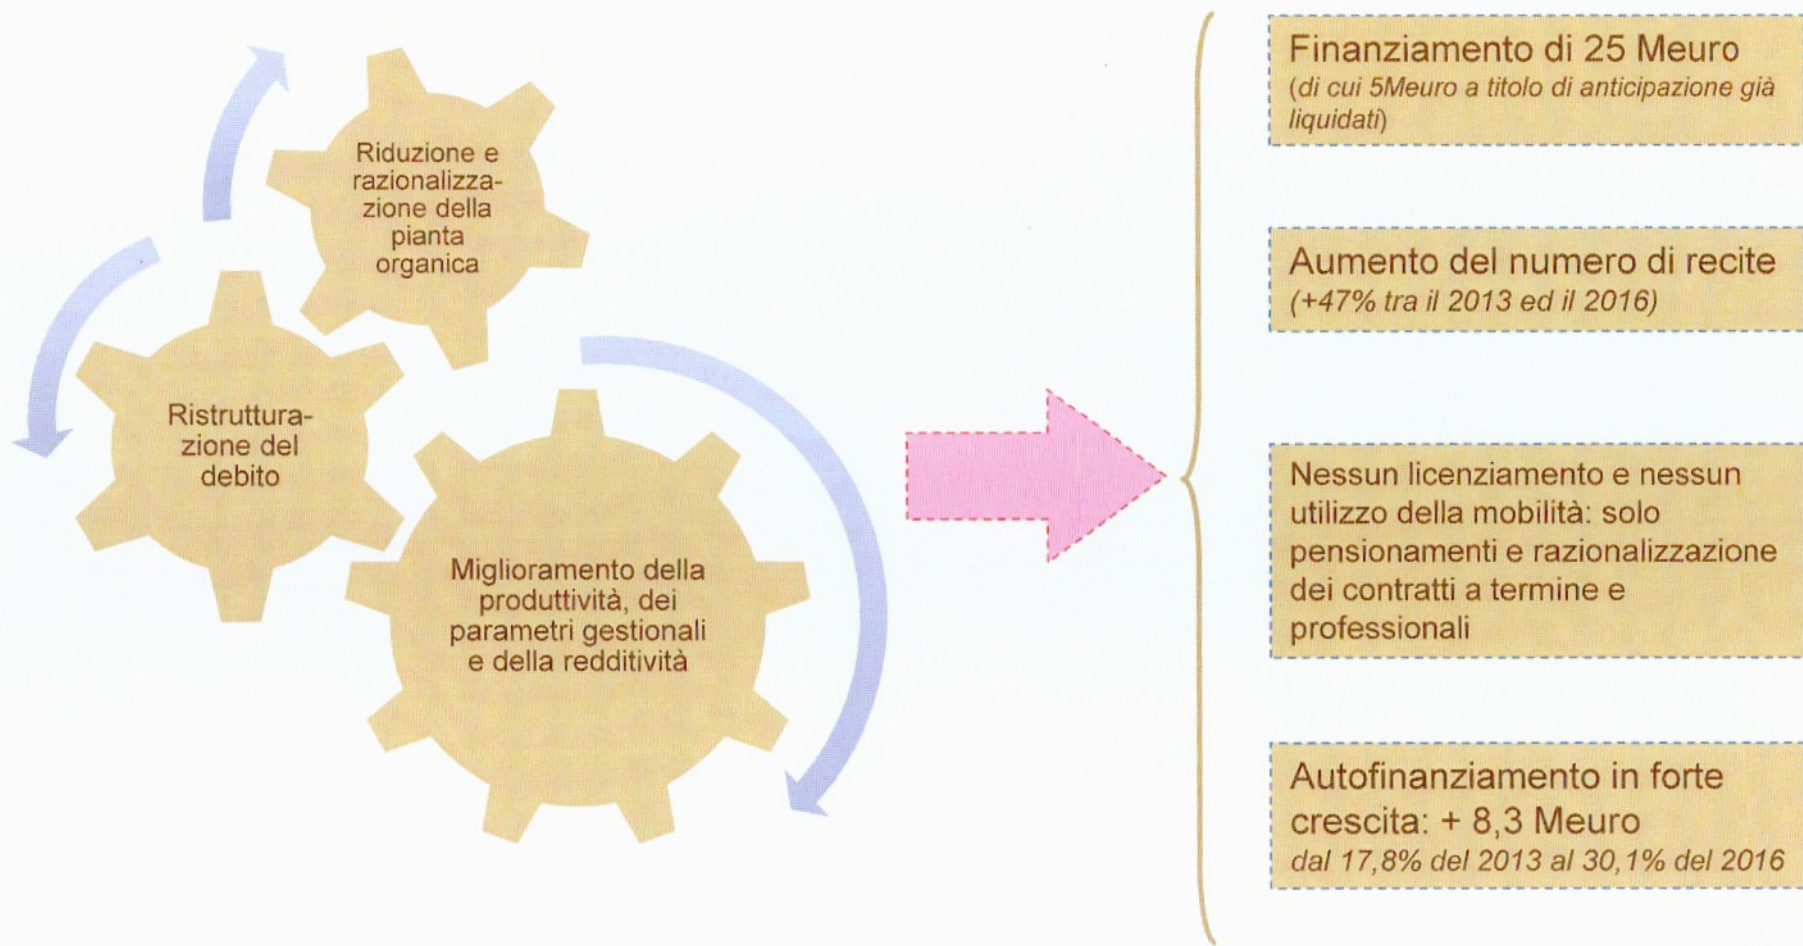 Riduzione e
razionalizza-
zione della
pianta
organica
Ristruttura-
zione del
debito
Miglioramento della
produttività, dei
parametri gestionali
e della redditività
Finanziamento di 25 Meuro
(di cui 5Meuro a titolo di anticipazione già
liquidati)
Aumento del numero di recite
(+47% tra il 2013 ed il 2016)
Nessun licenziamento e nessun
utilizzo della mobilità: solo
pensionamenti e razionalizzazione
dei contratti a termine e
professionali
Autofinanziamento in forte
crescita: + 8,3 Meuro
dal 17,8% del 2013 al 30,1% del 2016